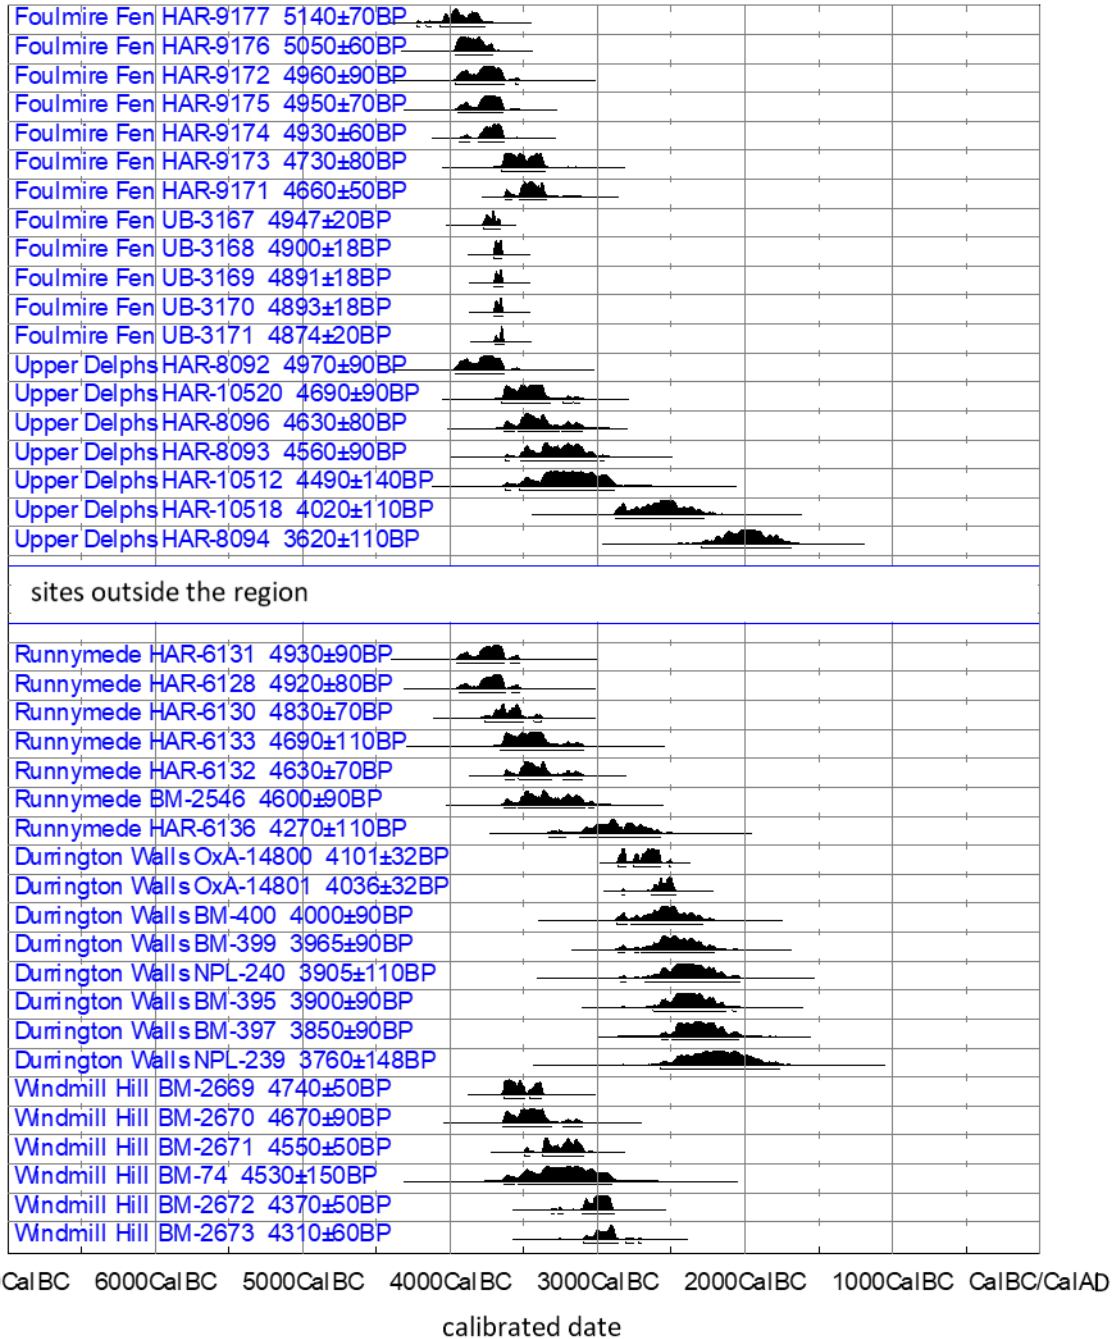 Foulmire Fen HAR-9177 5140±70BP
Foulmire Fen HAR-9176 5050±60BP
Foulmire Fen HAR-9172 4960±90BP
Foulmire Fen HAR-9175 4950±70BP
Foulmire Fen HAR-9174 4930±60BP
Foulmire Fen HAR-9173 4730±80BP
Foulmire Fen HAR-9171 4660±50BP
Foulmire Fen UB-3167 4947±20BP
Foulmire Fen UB-3168 4900±18BP
Foulmire Fen UB-3169 4891±18BP
Foulmire Fen UB-3170 4893±18BP
Foulmire Fen UB-3171 4874±20BP
Upper Delphs HAR-8092 4970±90BP
Upper Delphs HAR-10520 4690±90BP
Upper Delphs HAR-8096 4630±80BP
Upper Delphs HAR-8093 4560±90BP
Upper Delphs HAR-10512 4490±140BP
Upper Delphs HAR-10518 4020±110BP
Upper Delphs HAR-8094 3620±110BP
sites outside the region
Runnymede HAR-6131 4930±90BP
Runnymede HAR-6128 4920±80BP
Runnymede HAR-6130 4830±70BP
Runnymede HAR-6133 4690±110BP
Runnymede HAR-6132 4630±70BP
Runnymede BM-2546 4600±90BP
Runnymede HAR-6136 4270±110BP
Durrington Walls OxA-14800 4101±32BP
Durrington Walls OxA-14801 4036±32BP
Durrington Walls BM-400 4000±90BP
Durrington Walls BM-399 3965±90BP
Durrington Walls NPL-240 3905±110BP
Durrington Walls BM-395 3900±90BP
Durrington Walls BM-397 3850±90BP
Durrington Walls NPL-239 3760±148BP
Windmill Hill BM-2669 4740±50BP
Windmill Hill BM-2670 4670±90BP
Windmill Hill BM-2671 4550±50BP
Windmill Hill BM-74 4530±150BP
Windmill Hill BM-2672 4370±50BP
Windmill Hill BM-2673 4310±60BP
CalBC 6000CalBC 5000CalBC 4000CalBC 3000CalBC 2000CalBC 1000CalBC CalBC/CalAD
calibrated date